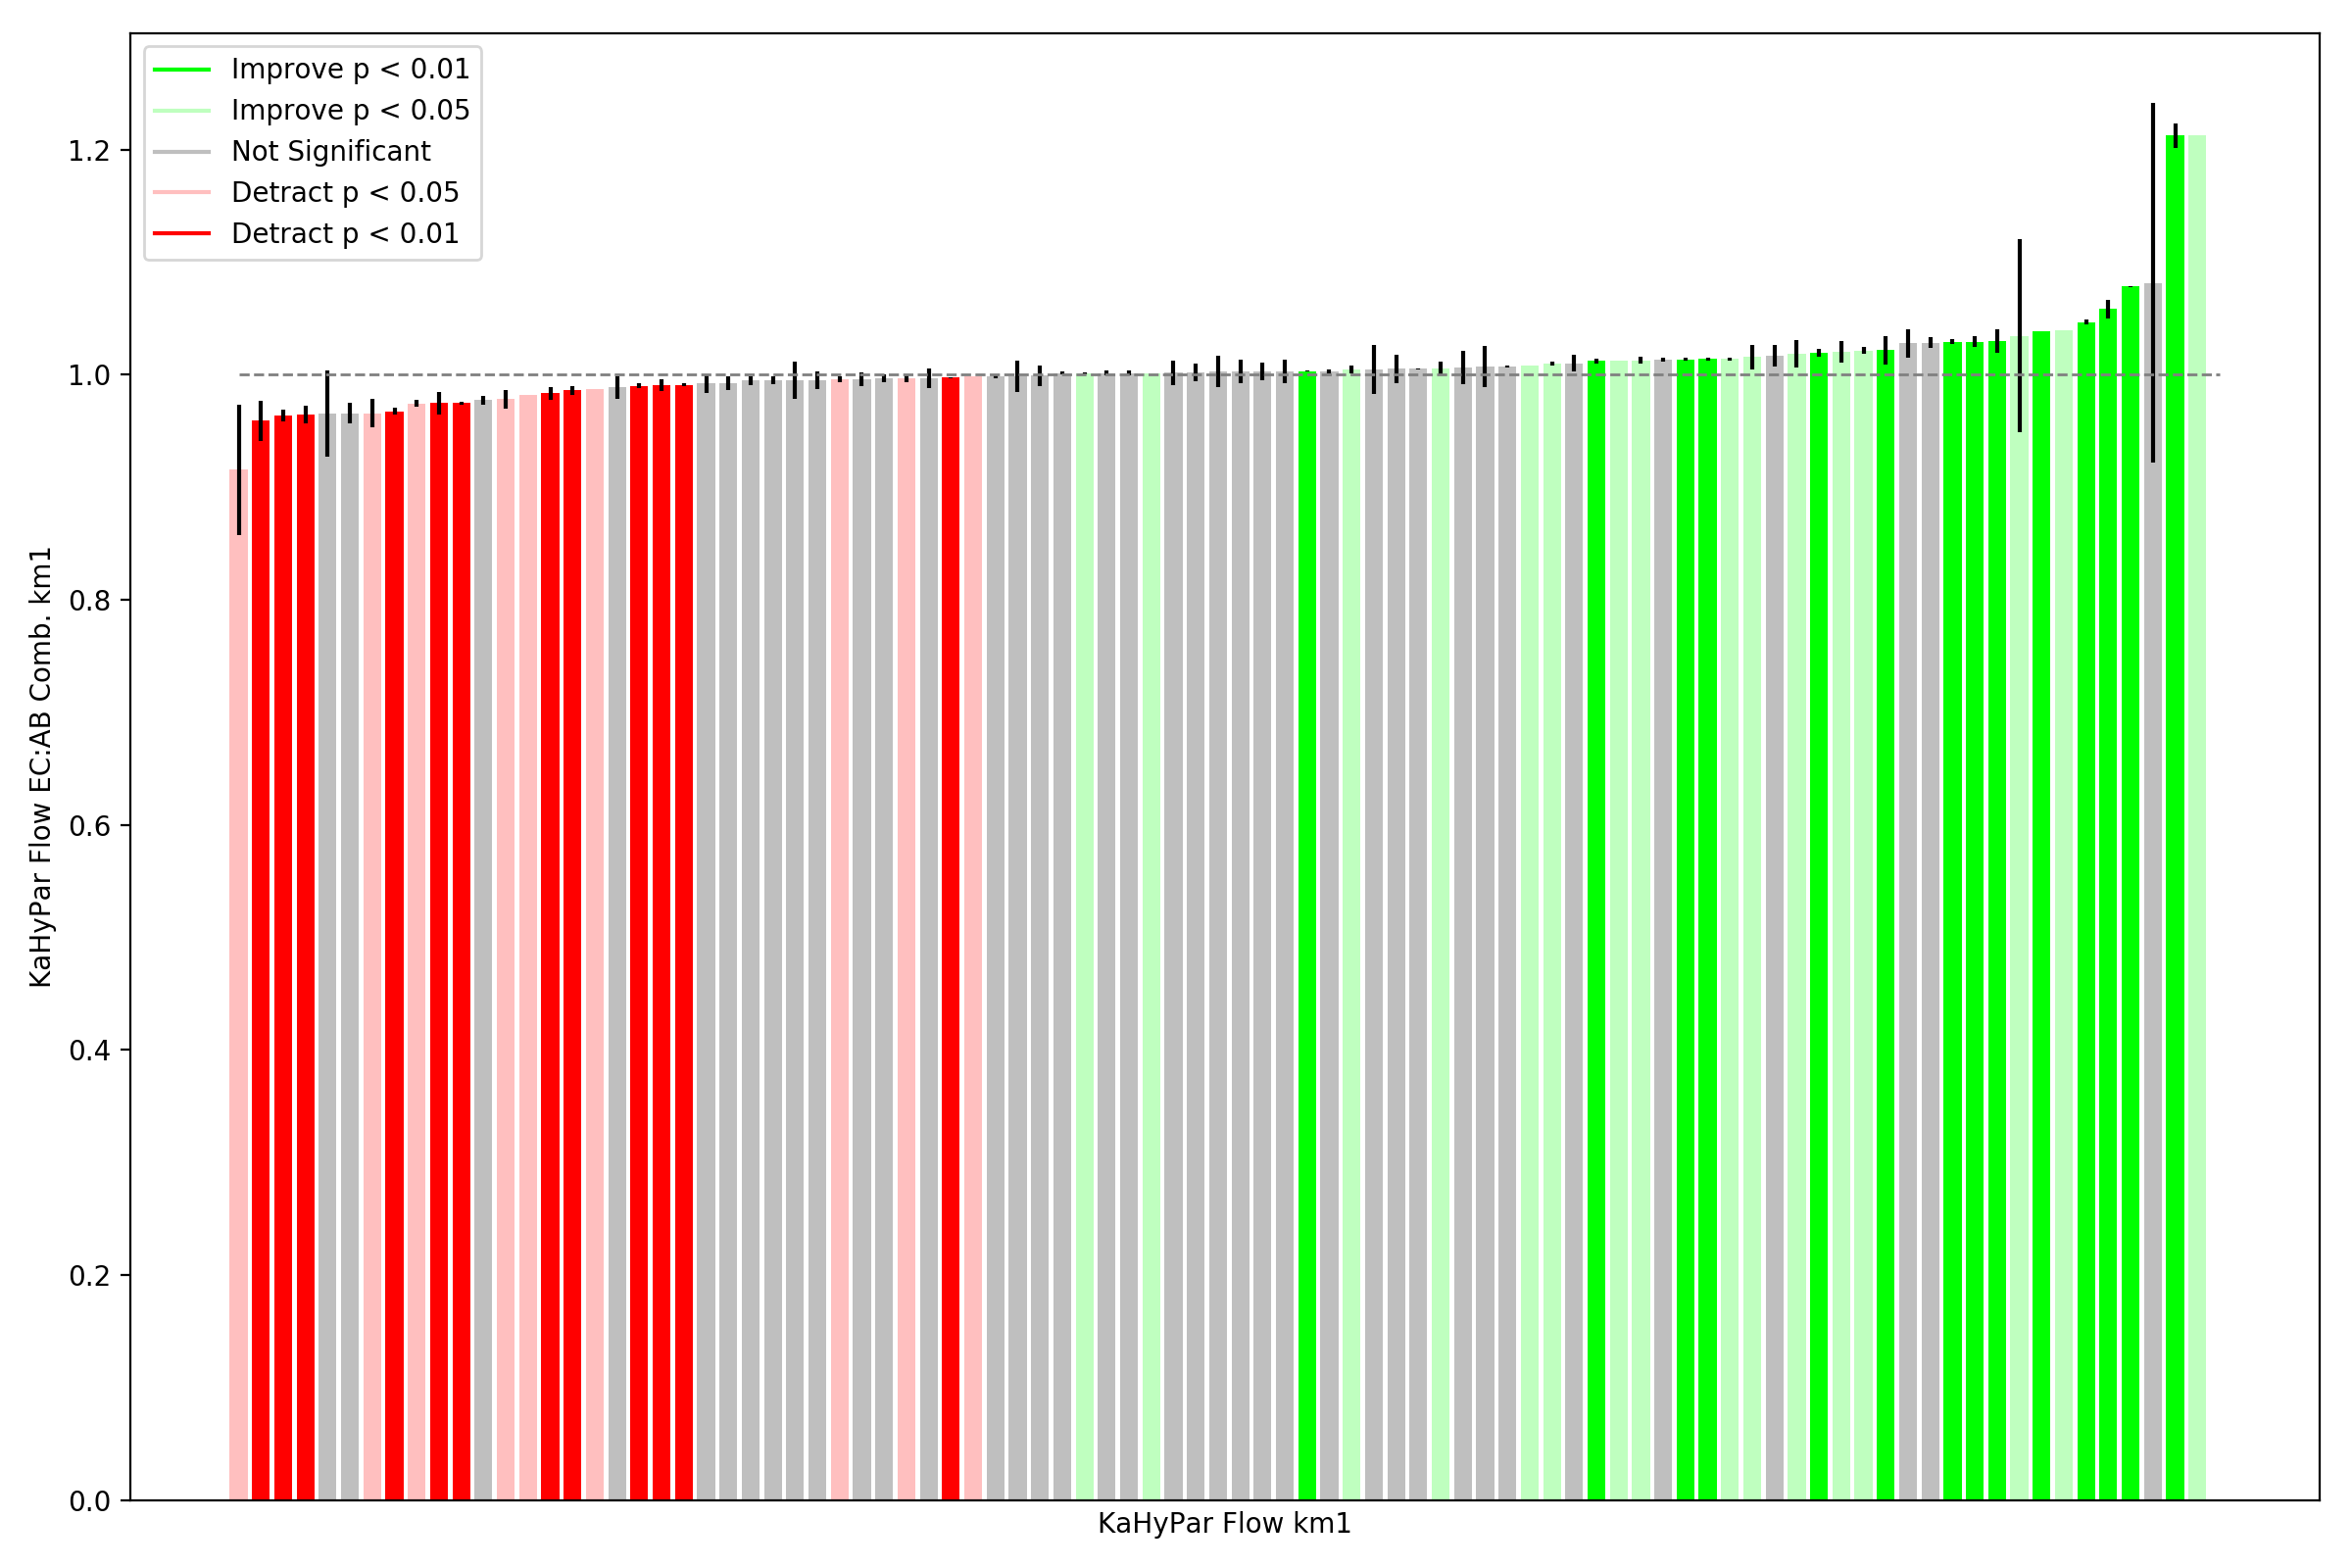 Improve p < 0.01
Improve p < 0.05
Not Significant
Detract p < 0.05
Detract p < 0.01
1.2
1.0
0.8
0.6
0.4
0.2
0.0
KaHyPar Flow EC:AB Comb. km1
KaHyPar Flow km1